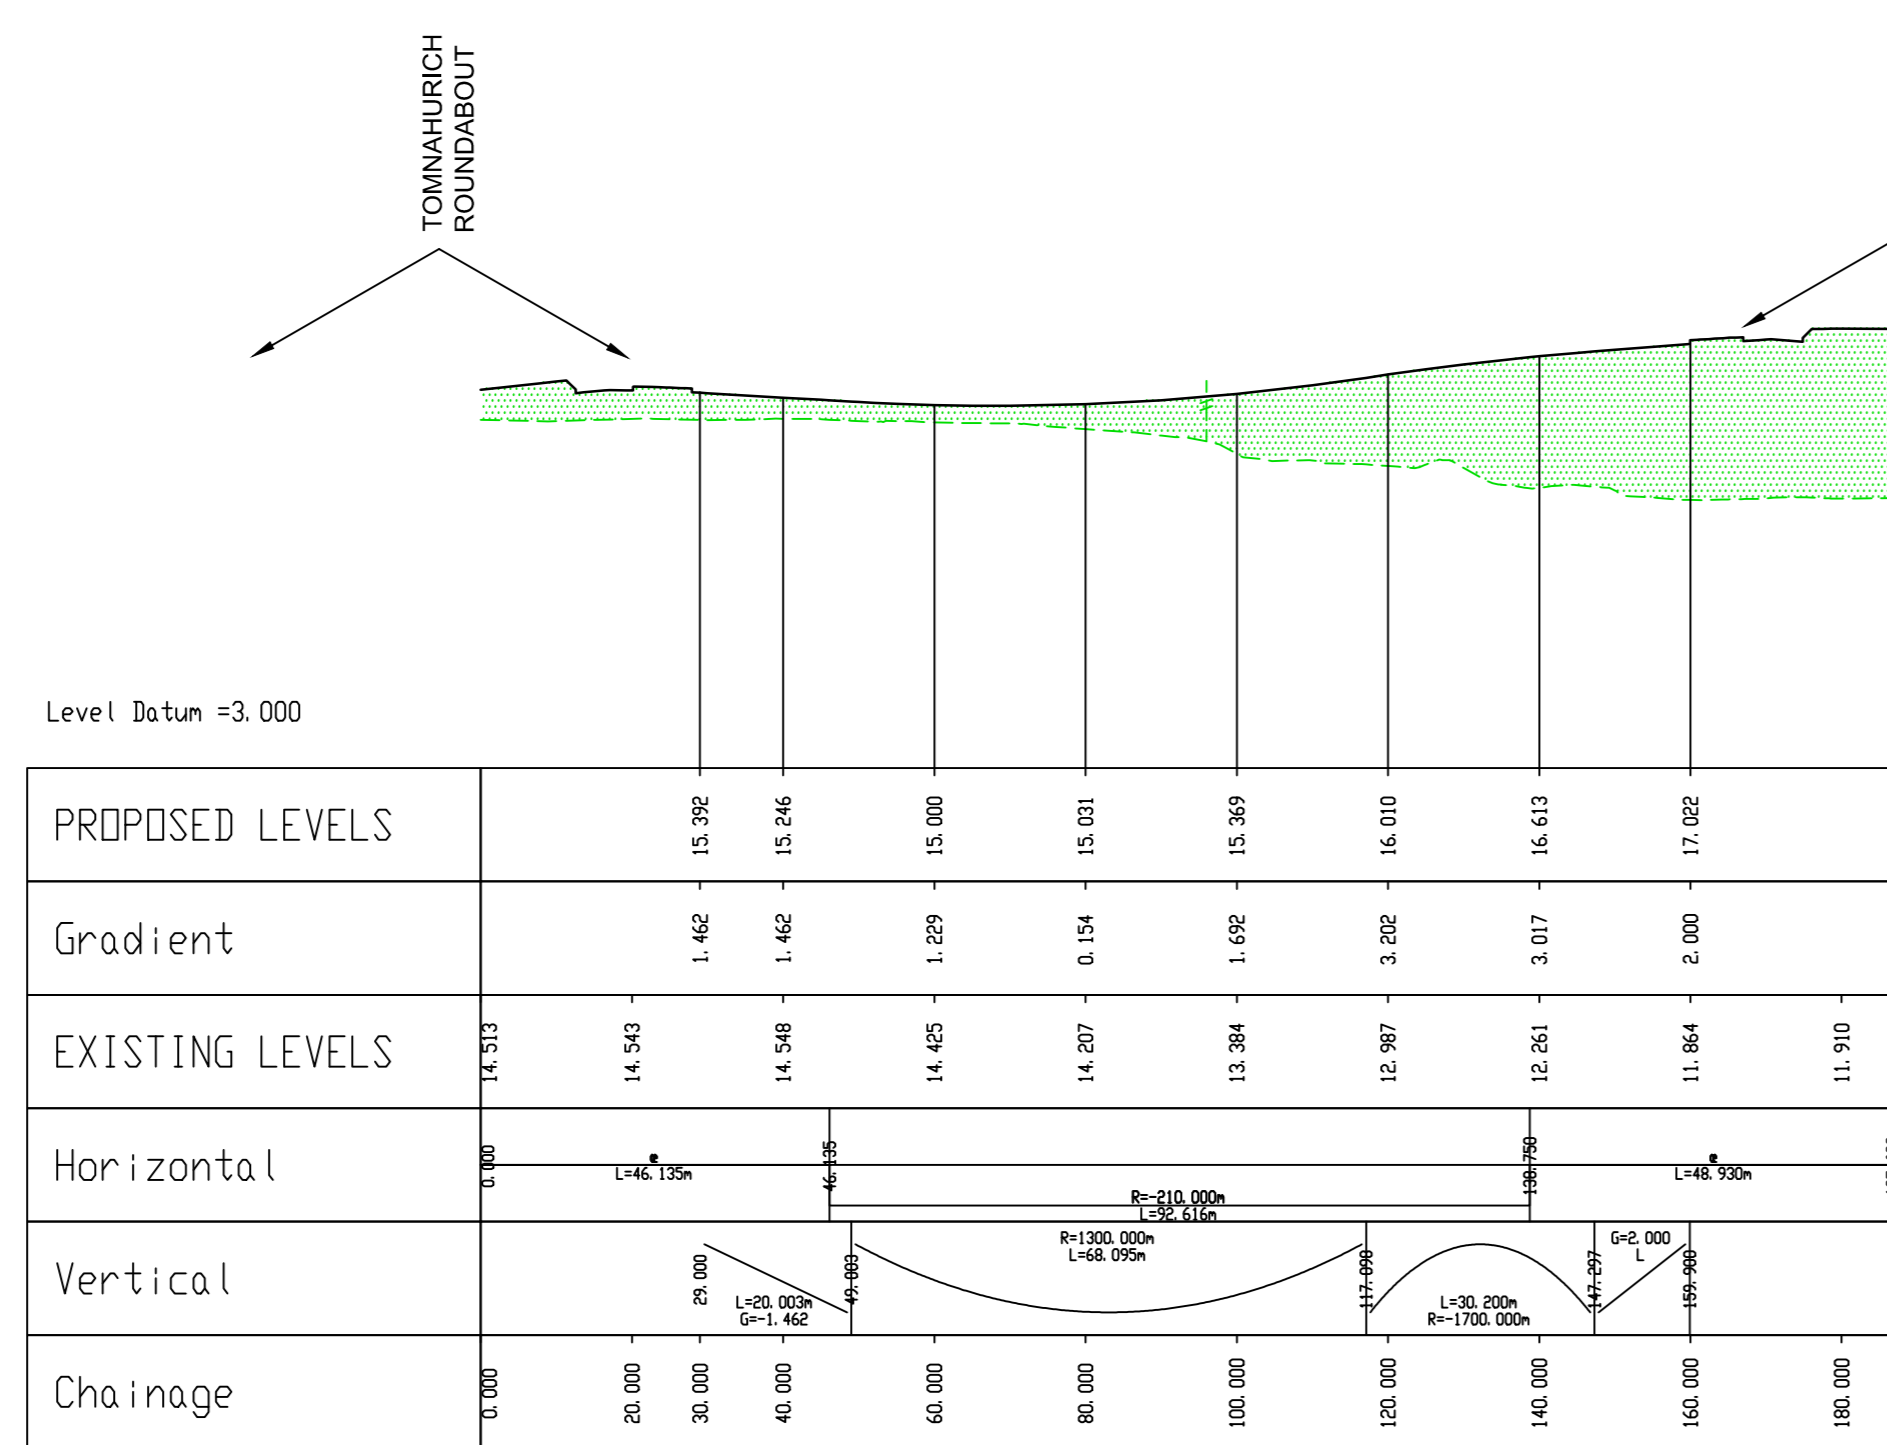 TOMNAHURICH
ROUNDABOUT
Level Datum =3. 000
PROPOSED LEVELS
15. 392 15. 246 15. 000 15. 031 15. 369 16. 010 16. 613 17. 022
Gradient
1. 462 1. 462 1. 229 0. 154 1. 692 3. 202 3. 017 2. 000
EXISTING LEVELS
14. 513 14. 543 14. 548 14. 425 14. 207 13. 384 12. 987 12. 261 11. 864 11. 910
Horizontal
0. 000
L=46. 135m
46. 135
R=-210. 000m
L=92. 616m
138. 750
L=48. 930m
Vertical
29. 000
L=20. 003m
G=-1. 462
49. 003
R=1300. 000m
L=68. 095m
117. 098
L=30. 200m
R=-1700. 000m
147. 297
G=2. 000
L
159. 900
Chainage
0. 000 20. 000 30. 000 40. 000 60. 000 80. 000 100. 000 120. 000 140. 000 160. 000 180. 000